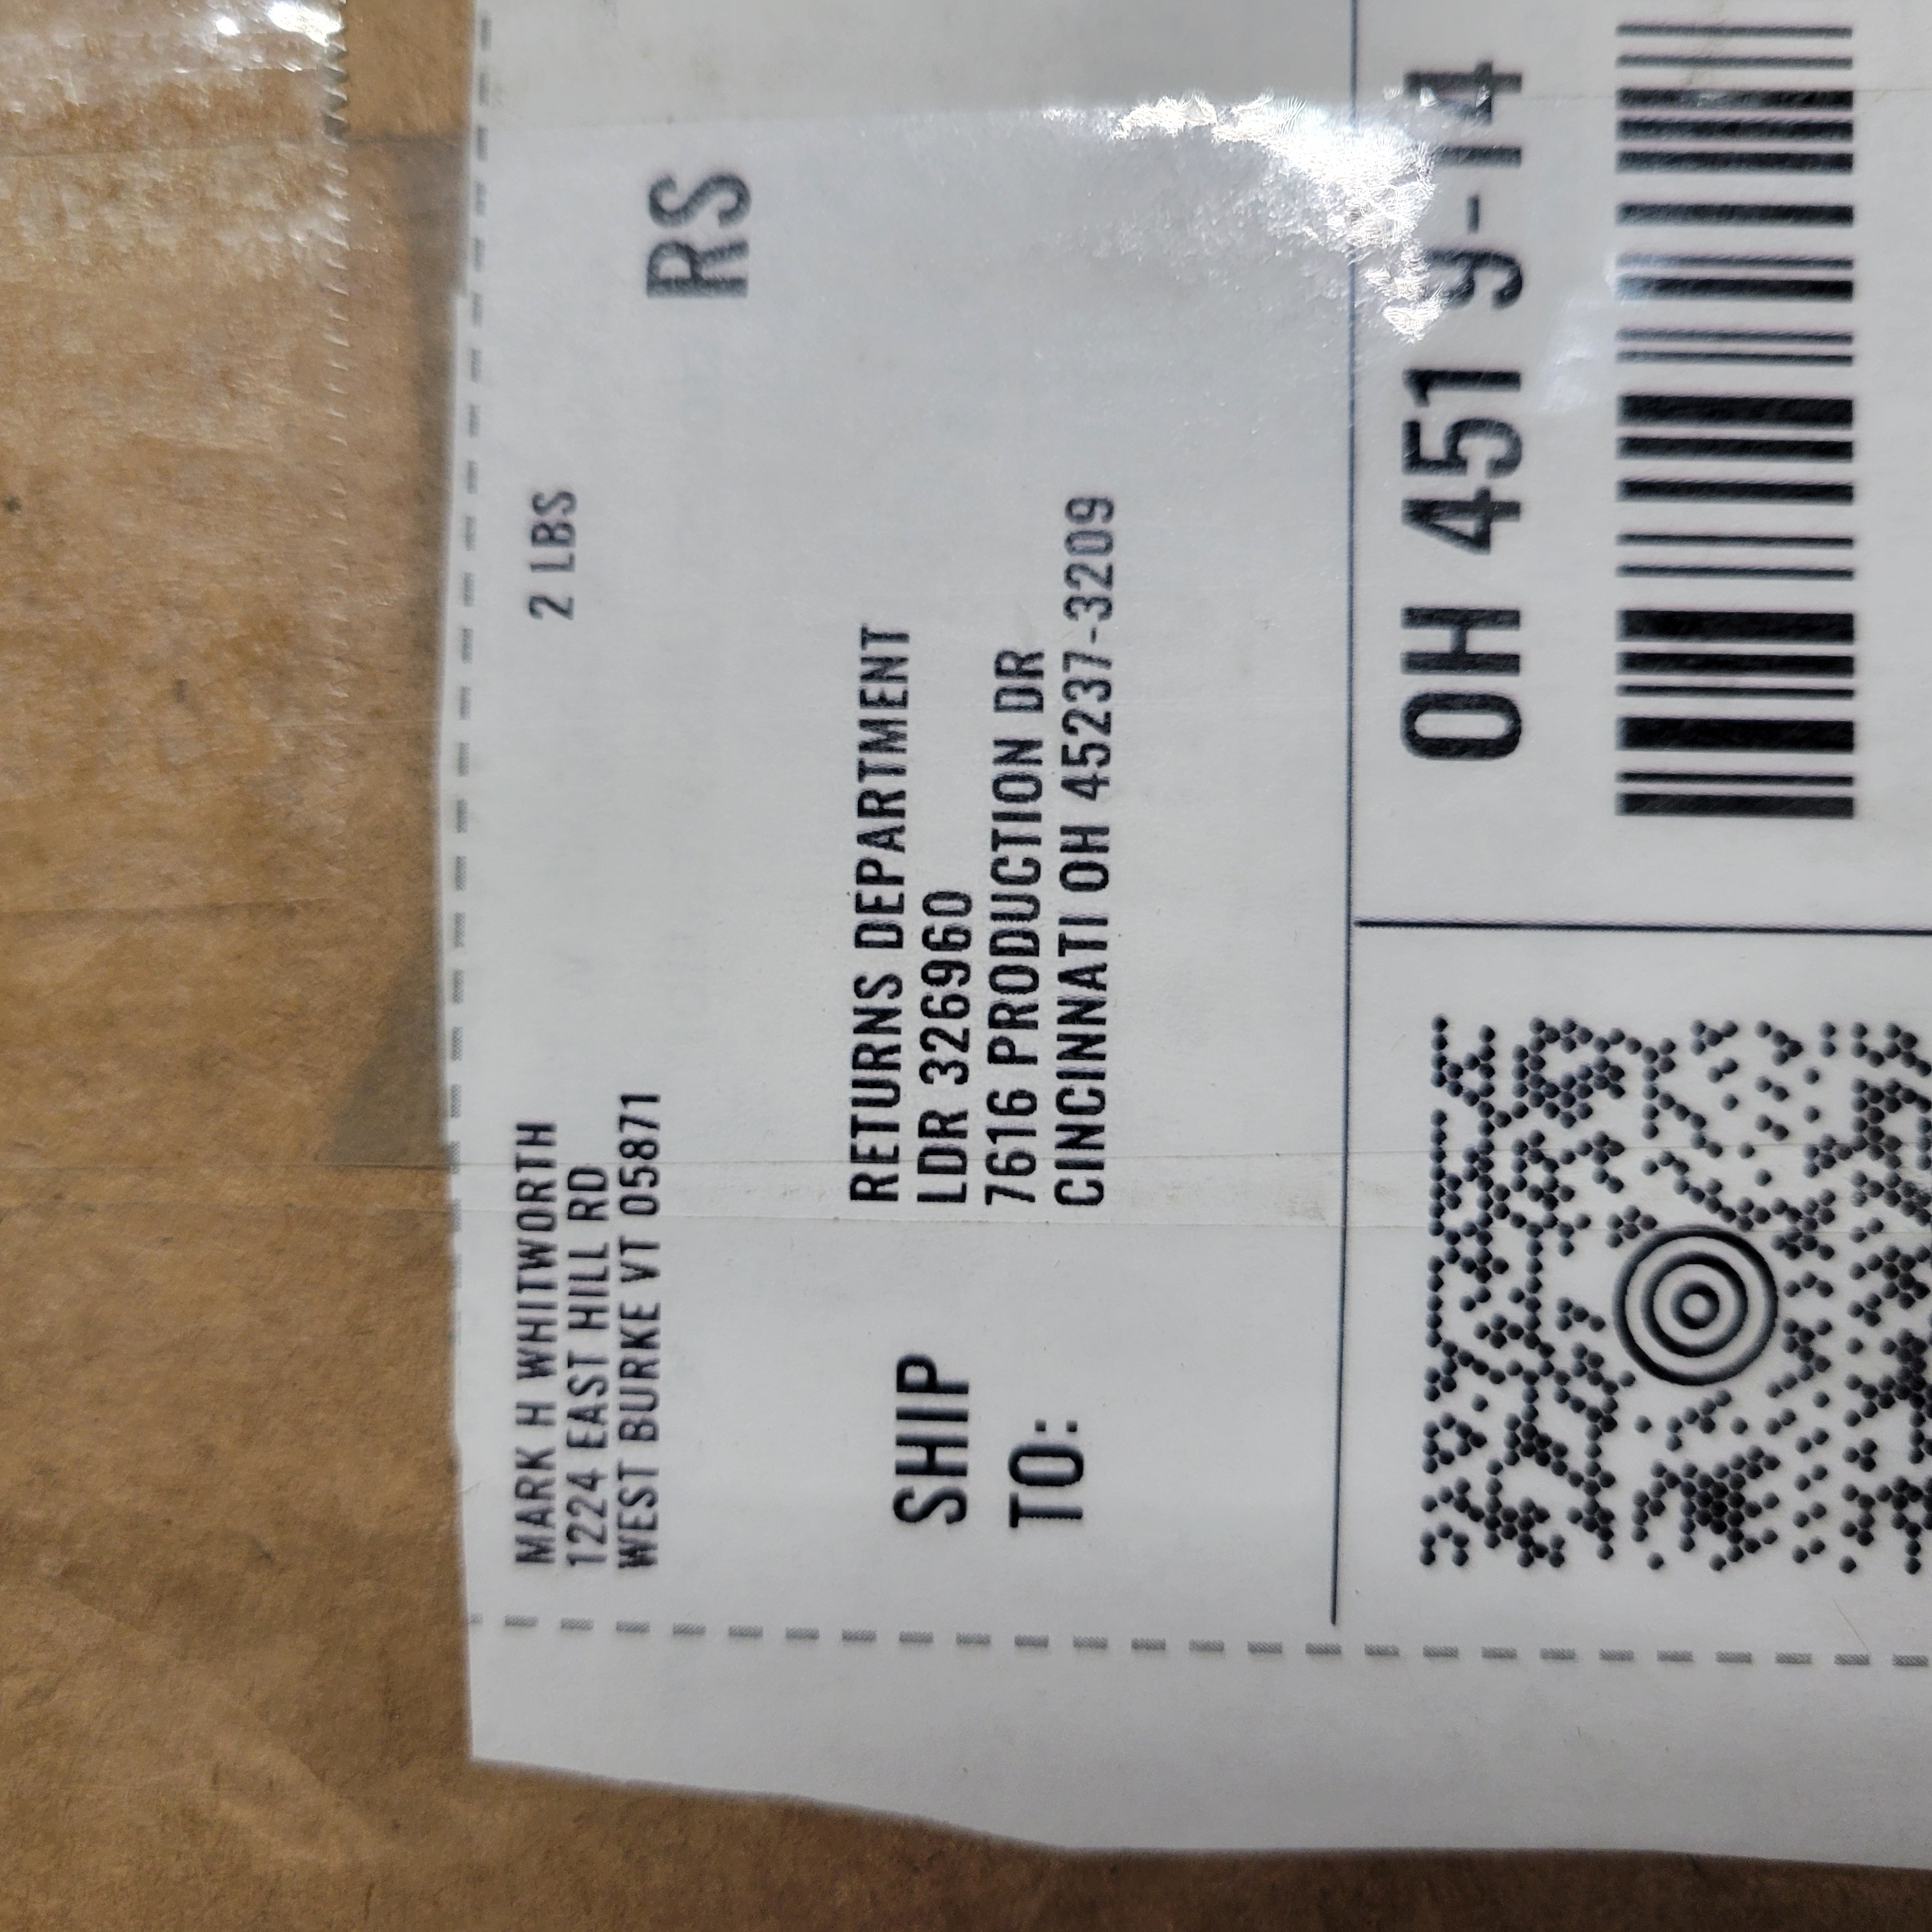 MARK H WHITWORTH
1224 EAST HILL RD
WEST BURKE VT 05871
2 LBS
RS
SHIP
TO:
RETURNS DEPARTMENT
LDR 326960
7616 PRODUCTION DR
CINCINNATI OH 45237-3209
OH 451 9-14